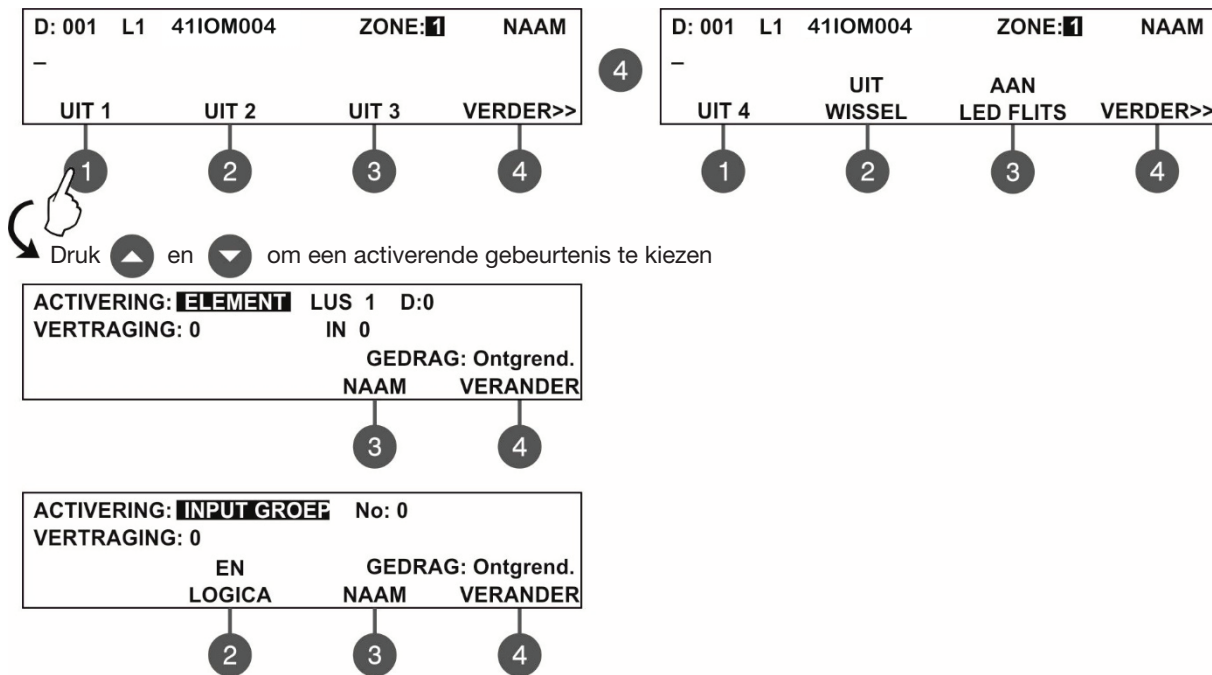 D: 001 L1 41IOM004 ZONE:1 NAAM
_
UIT 1 UIT 2 UIT 3 VERDER>>
1 2 3 4
4
D: 001 L1 41IOM004 ZONE:1 NAAM
_
UIT AAN
UIT 4 WISSEL LED FLITS VERDER>>
1 2 3 4
Druk en om een activerende gebeurtenis te kiezen
ACTIVERING: ELEMENT LUS 1 D:0
VERTRAGING: 0 IN 0
GEDRAG: Ontgrend.
NAAM VERANDER
3 4
ACTIVERING: INPUT GROEP No: 0
VERTRAGING: 0
EN GEDRAG: Ontgrend.
LOGICA NAAM VERANDER
2 3 4